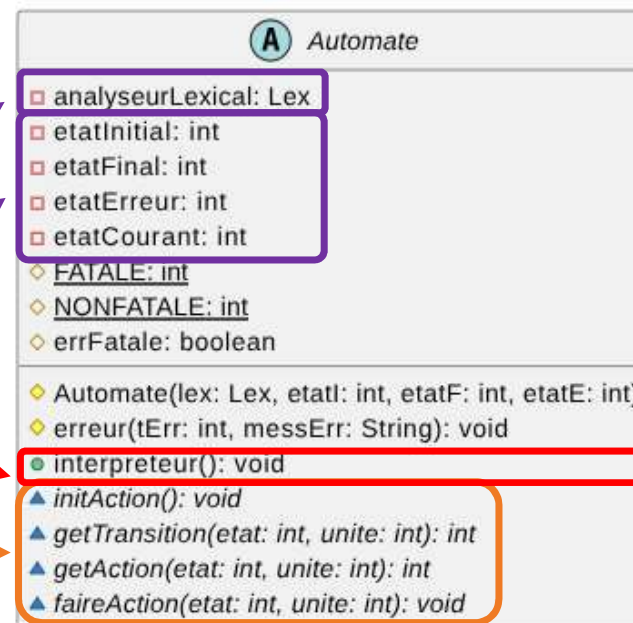 A Automate
analyseurLexical: Lex
etatInitial: int
etatFinal: int
etatErreur: int
etatCourant: int
FATALE: int
NONFATALE: int
errFatale: boolean
Automate(lex: Lex, etatI: int, etatF: int, etatE: int)
erreur(tErr: int, messErr: String): void
interpreteur(): void
initAction(): void
getTransition(etat: int, unite: int): int
getAction(etat: int, unite: int): int
faireAction(etat: int, unite: int): void